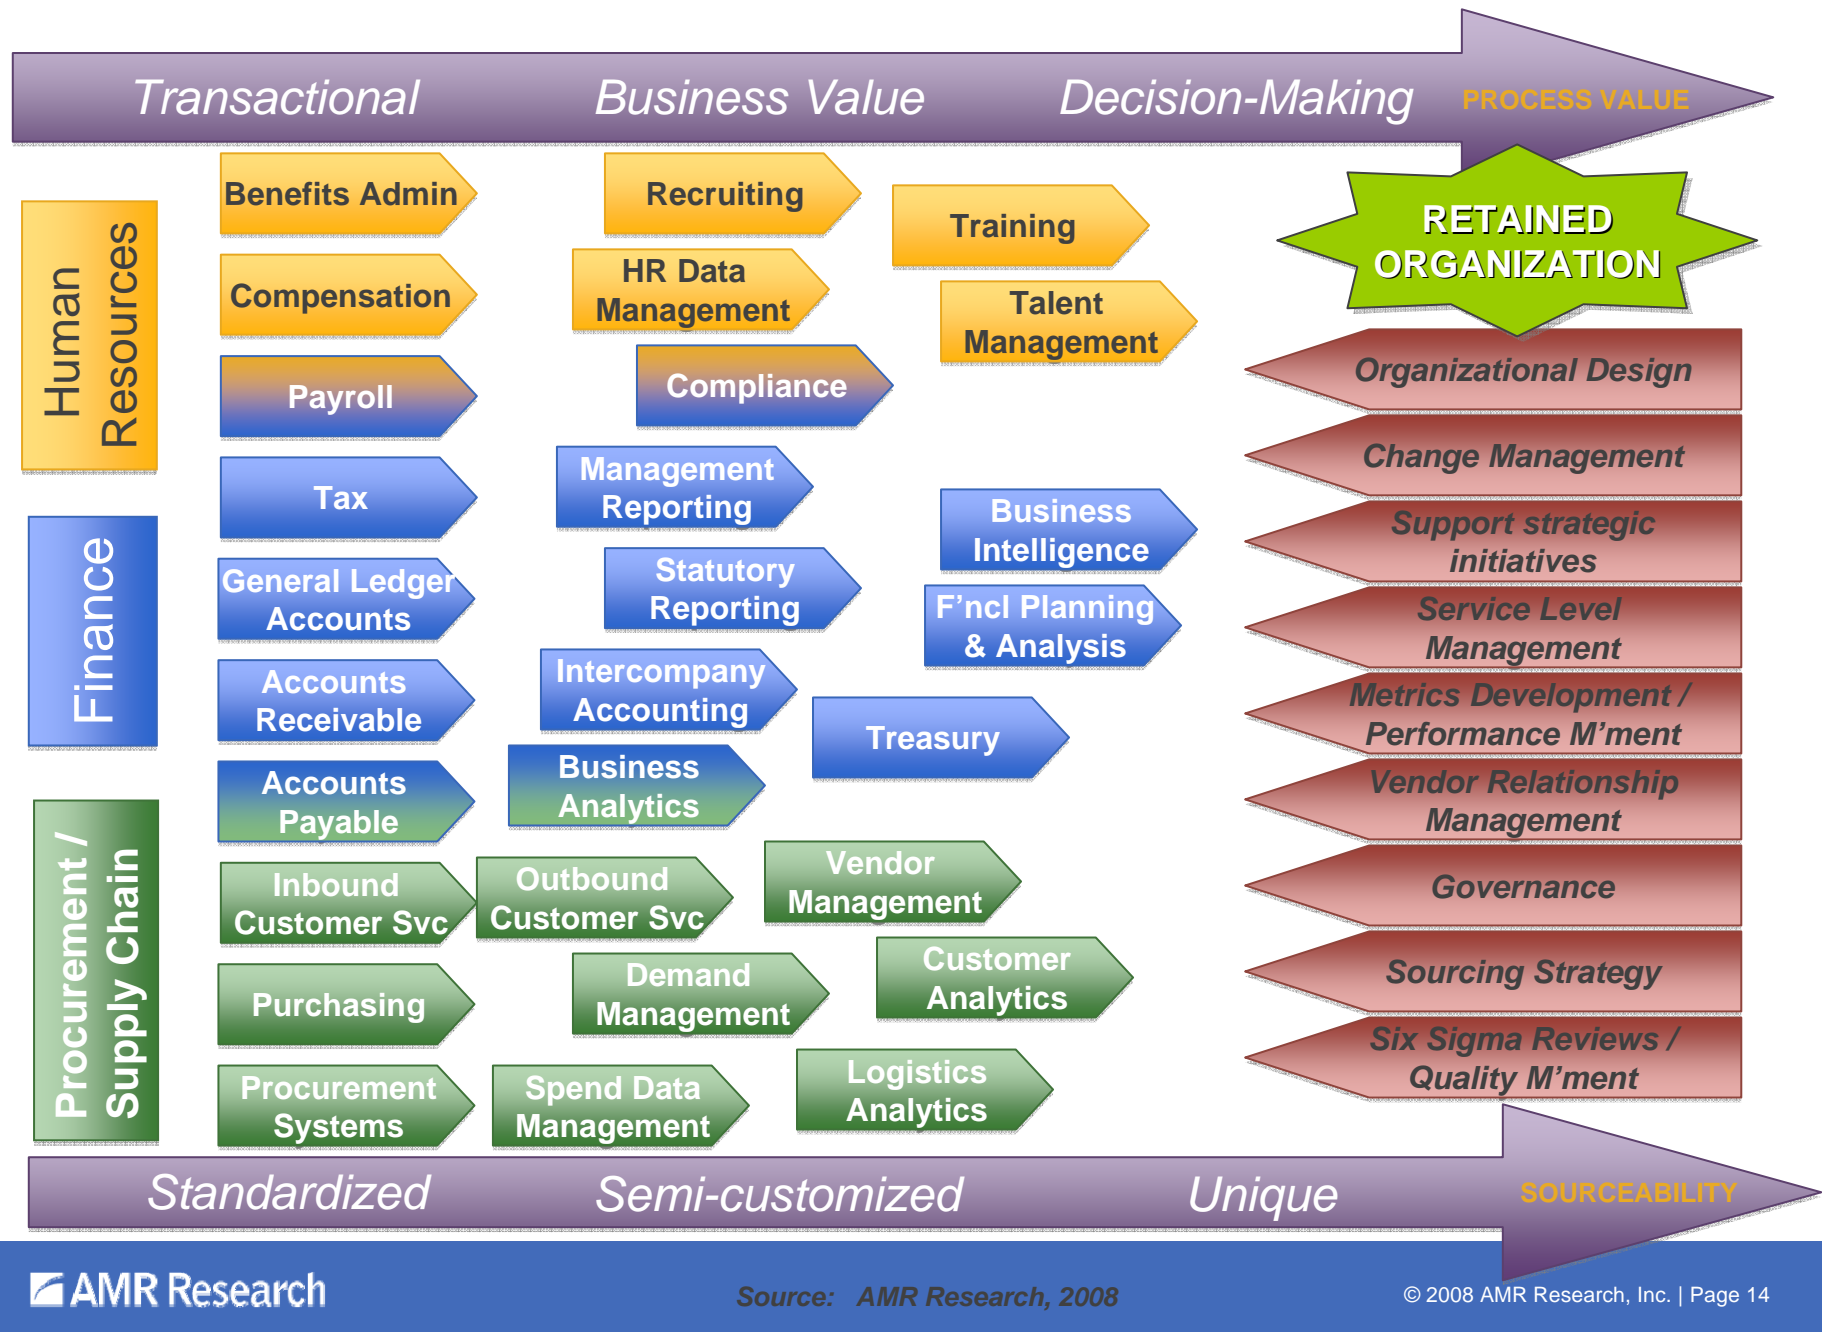 Transactional Business Value Decision-Making PROCESS VALUE
Human
Resources
Finance
Procurement /
Supply Chain
Benefits Admin
Compensation
Payroll
Tax
General Ledger
Accounts
Accounts
Receivable
Accounts
Payable
Inbound
Customer Svc
Purchasing
Procurement
Systems
Recruiting
HR Data
Management
Compliance
Management
Reporting
Statutory
Reporting
Intercompany
Accounting
Business
Analytics
Outbound
Customer Svc
Demand
Management
Spend Data
Management
Training
Talent
Management
Business
Intelligence
F'ncl Planning
& Analysis
Treasury
Vendor
Management
Customer
Analytics
Logistics
Analytics
RETAINED
ORGANIZATION
Organizational Design
Change Management
Support strategic
initiatives
Service Level
Management
Metrics Development /
Performance M'ment
Vendor Relationship
Management
Governance
Sourcing Strategy
Six Sigma Reviews /
Quality M'ment
Standardized Semi-customized Unique SOURCEABILITY
AMR Research
Source: AMR Research, 2008
© 2008 AMR Research, Inc. | Page 14